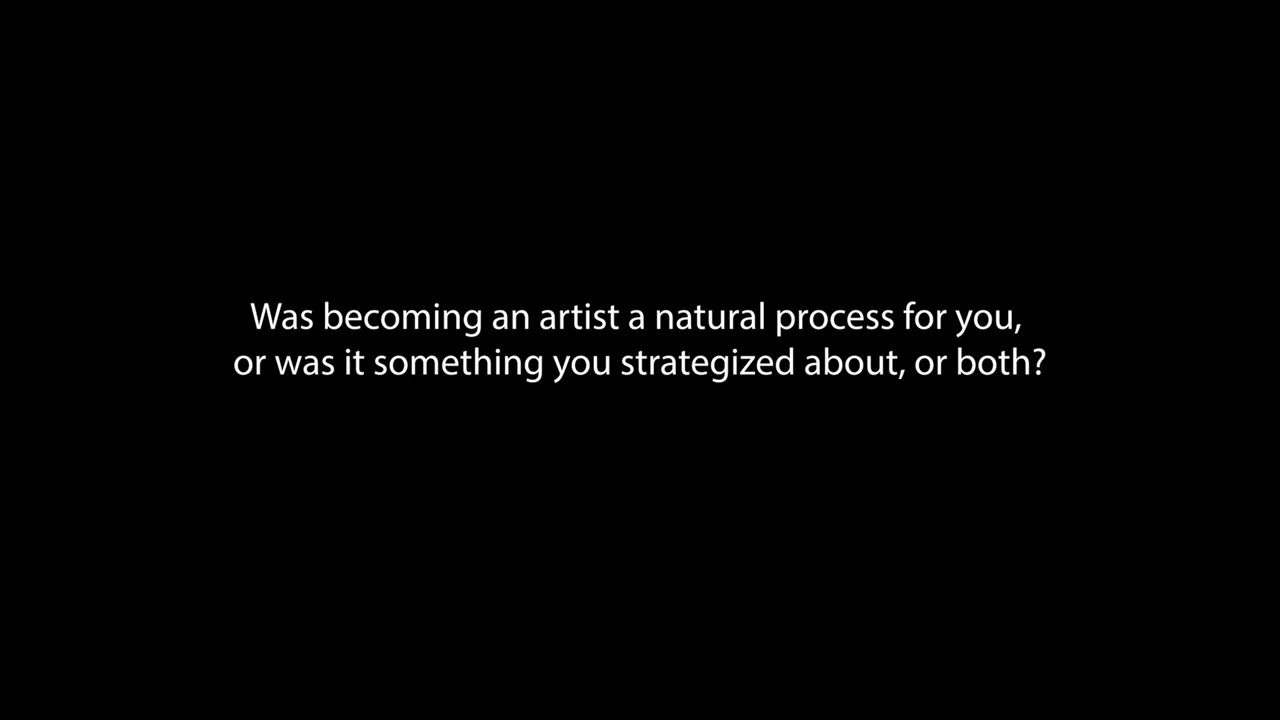 Was becoming an artist a natural process for you,
or was it something you strategized about, or both?